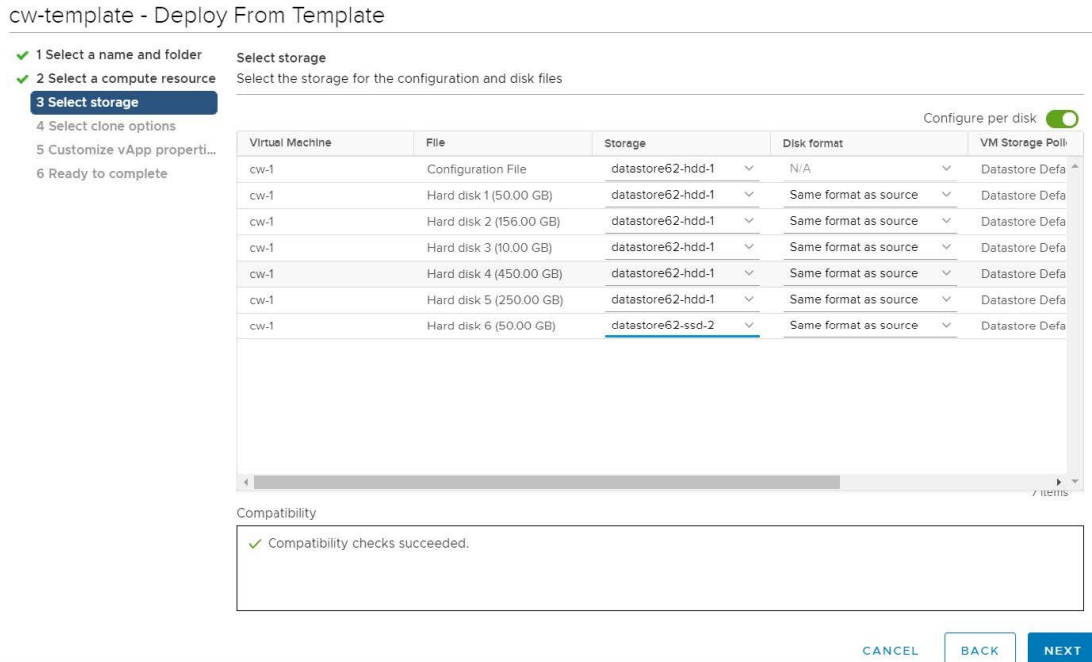 cw-template - Deploy From Template
1 Select a name and folder
2 Select a compute resource
3 Select storage
4 Select clone options
5 Customize vApp properti...
6 Ready to complete
Select storage
Select the storage for the configuration and disk files
Configure per disk
Virtual Machine File Storage Disk format VM Storage Poli
cw-1 Configuration File datastore62-hdd-1 N/A Datastore Defa
cw-1 Hard disk 1 (50.00 GB) datastore62-hdd-1 Same format as source Datastore Defa
cw-1 Hard disk 2 (156.00 GB) datastore62-hdd-1 Same format as source Datastore Defa
cw-1 Hard disk 3 (10.00 GB) datastore62-hdd-1 Same format as source Datastore Defa
cw-1 Hard disk 4 (450.00 GB) datastore62-hdd-1 Same format as source Datastore Defa
cw-1 Hard disk 5 (250.00 GB) datastore62-hdd-1 Same format as source Datastore Defa
cw-1 Hard disk 6 (50.00 GB) datastore62-ssd-2 Same format as source Datastore Defa
7 items
Compatibility
Compatibility checks succeeded.
CANCEL BACK NEXT